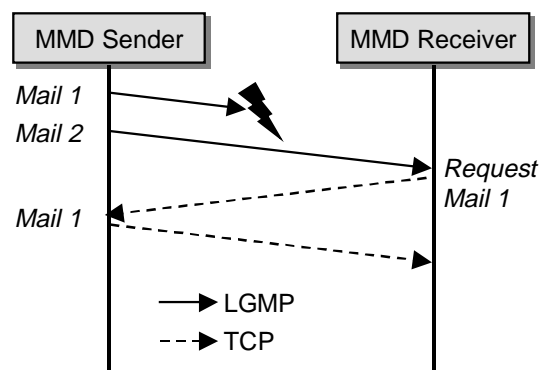 MMD Sender
MMD Receiver
Mail 1
Mail 2
Request
Mail 1
Mail 1
LGMP
TCP